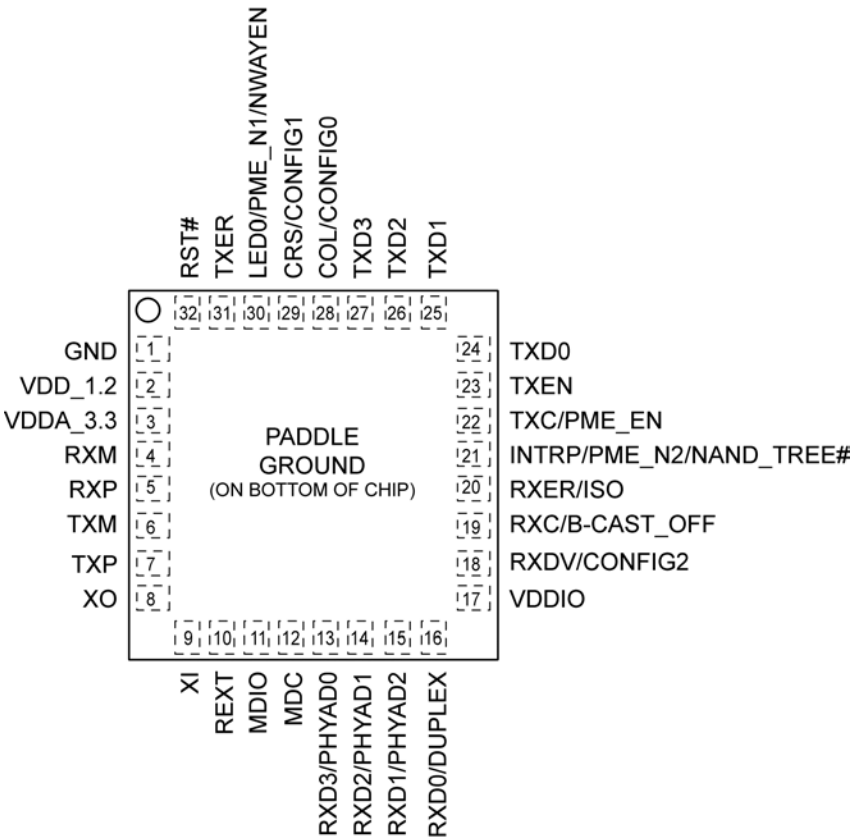 RST#
TXER
LED0/PME_N1/NWAYEN
CRS/CONFIG1
COL/CONFIG0
TXD3
TXD2
TXD1
32 31 30 29 28 27 26 25
GND 1
VDD_1.2 2
VDDA_3.3 3
RXM 4
RXP 5
TXM 6
TXP 7
XO 8
PADDLE
GROUND
(ON BOTTOM OF CHIP)
24 TXD0
23 TXEN
22 TXC/PME_EN
21 INTRP/PME_N2/NAND_TREE#
20 RXER/ISO
19 RXC/B-CAST_OFF
18 RXDV/CONFIG2
17 VDDIO
9 10 11 12 13 14 15 16
XI
REXT
MDIO
MDC
RXD3/PHYAD0
RXD2/PHYAD1
RXD1/PHYAD2
RXD0/DUPLEX